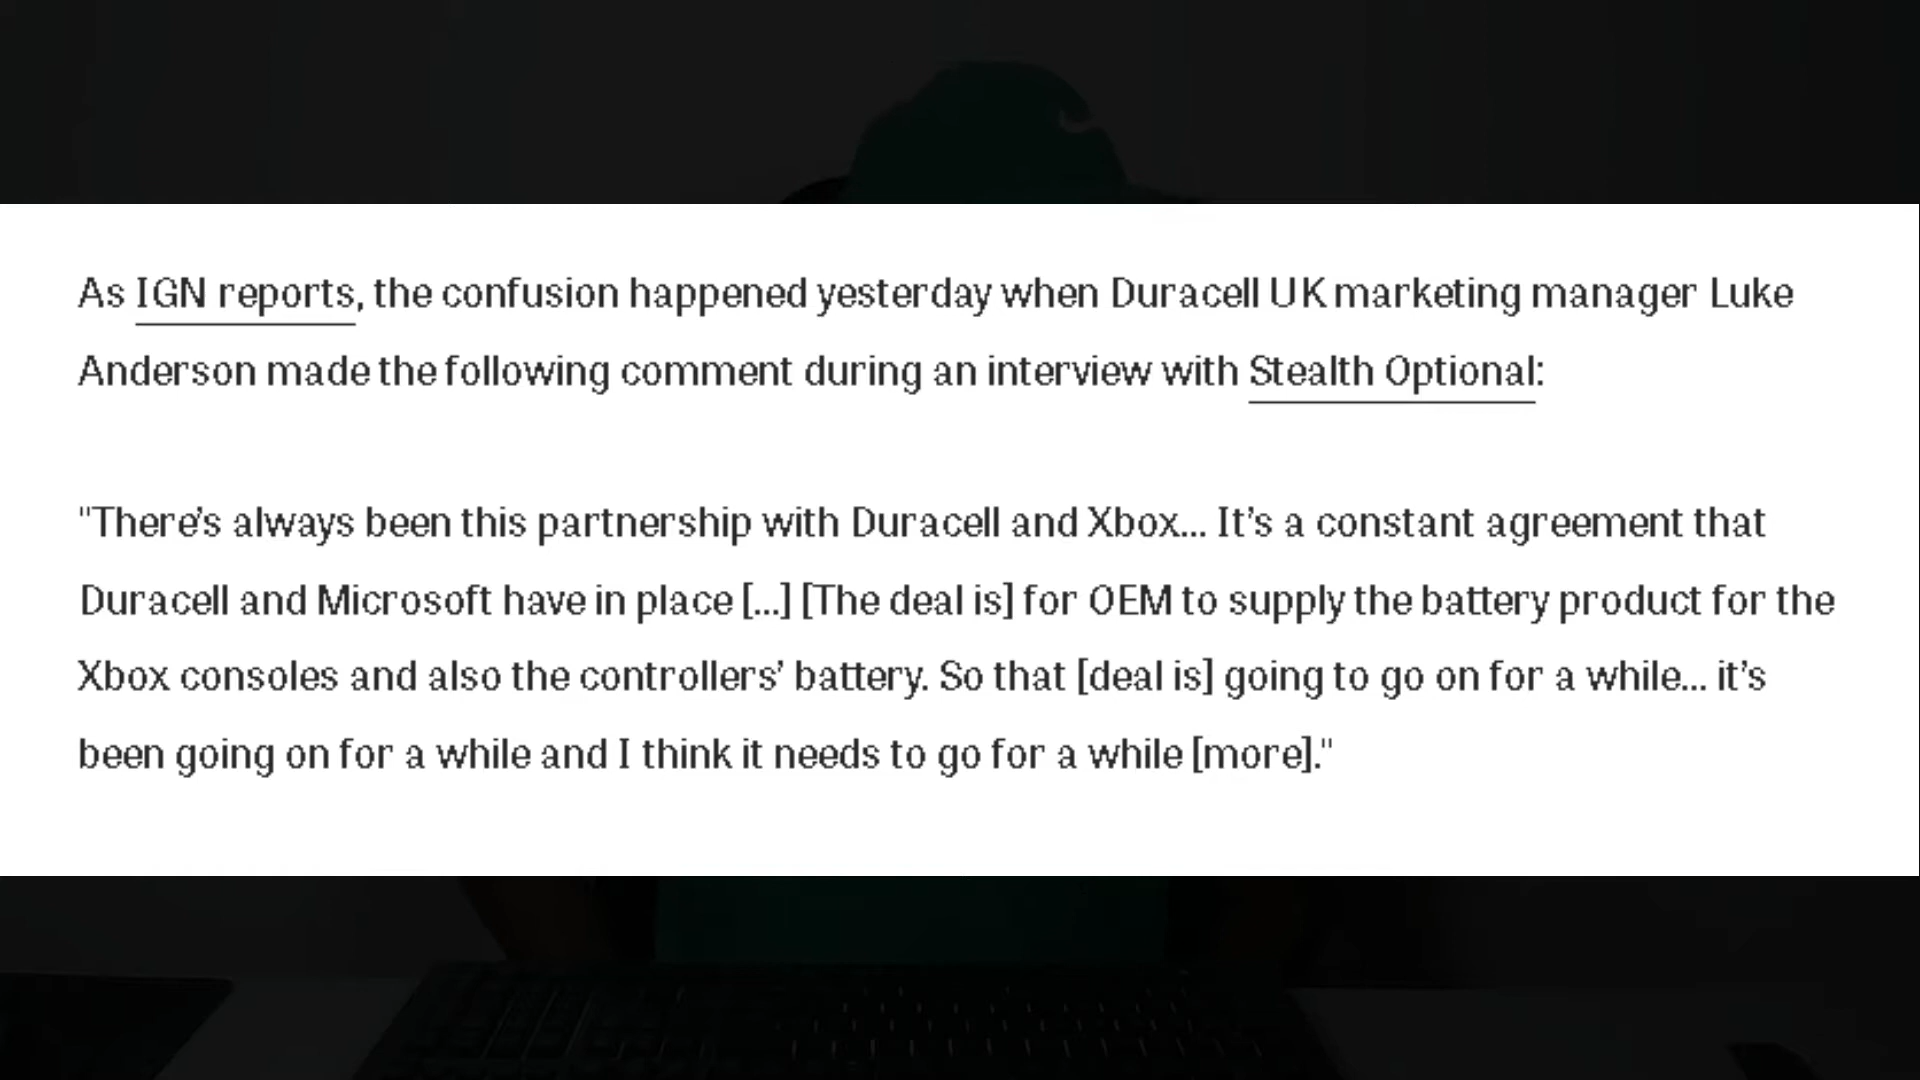 As IGN reports, the confusion happened yesterday when Duracell UK marketing manager Luke
Anderson made the following comment during an interview with Stealth Optional:
"There's always been this partnership with Duracell and Xbox... It's a constant agreement that
Duracell and Microsoft have in place [...] [The deal is] for OEM to supply the battery product for the
Xbox consoles and also the controllers' battery. So that [deal is] going to go on for a while... it's
been going on for a while and I think it needs to go for a while [more]."